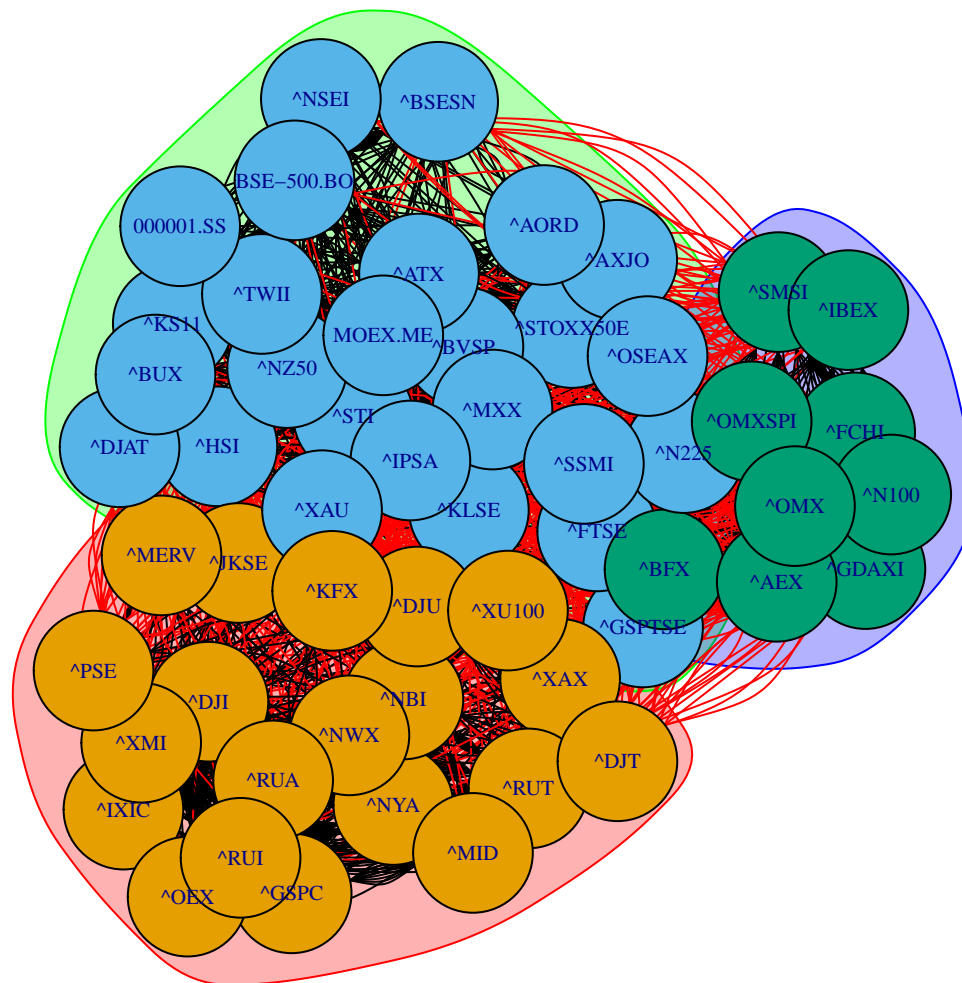 ^NSEI
^BSESN
BSE−500.BO
000001.SS
^AORD
^AXJO
^ATX
^TWII
^SMSI
^IBEX
^KS11
^STOXX50E
MOEX.ME
^BVSP
^OSEAX
^NZ50
^BUX
^STI
^MXX
^OMXSPI
^FCHI
^DJAT
^HSI
^IPSA
^SSMI
^N225
^N100
^XAU
^KLSE
^OMX
^FTSE
^MERV
^JKSE
^BFX
^AEX
^GDAXI
^KFX
^DJU
^XU100
^GSPTSE
^PSE
^XAX
^DJI
^NBI
^XMI
^NWX
^DJT
^RUA
^RUT
^IXIC
^NYA
^MID
^RUI
^OEX
^GSPC